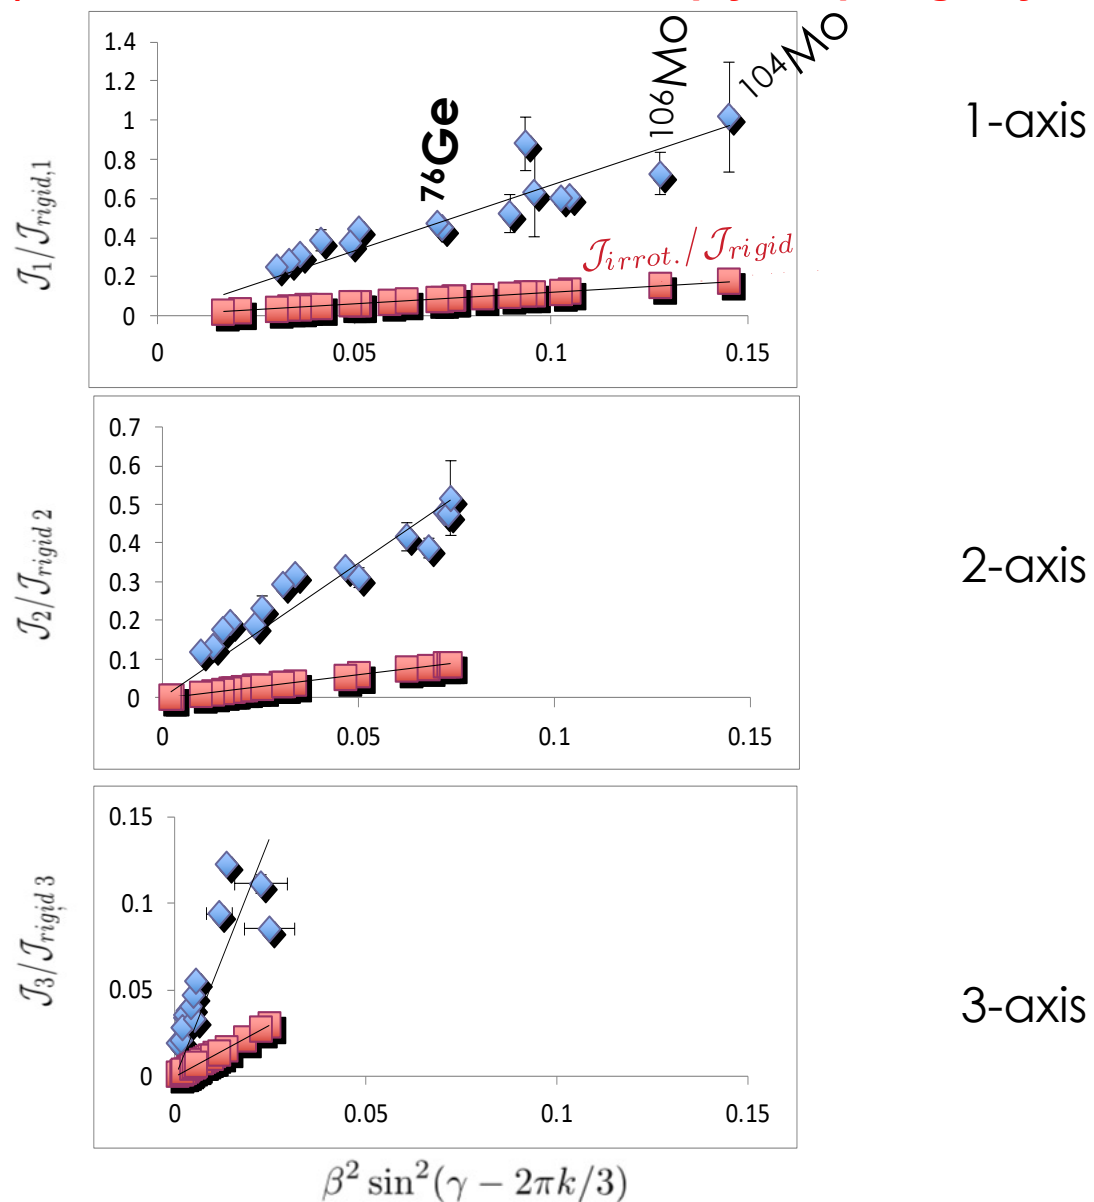 1.4
1.2
1
0.8
0.6
0.4
0.2
0
0 0.05 0.1 0.15
𝒥₁/𝒥rigid,1
⁷⁶Ge
¹⁰⁶Mo
¹⁰⁴Mo
𝒥irrot./𝒥rigid
1-axis
0.7
0.6
0.5
0.4
0.3
0.2
0.1
0
0 0.05 0.1 0.15
𝒥₂/𝒥rigid 2
2-axis
0.15
0.1
0.05
0
0 0.05 0.1 0.15
𝒥₃/𝒥rigid, 3
3-axis
β² sin²(γ − 2πk/3)